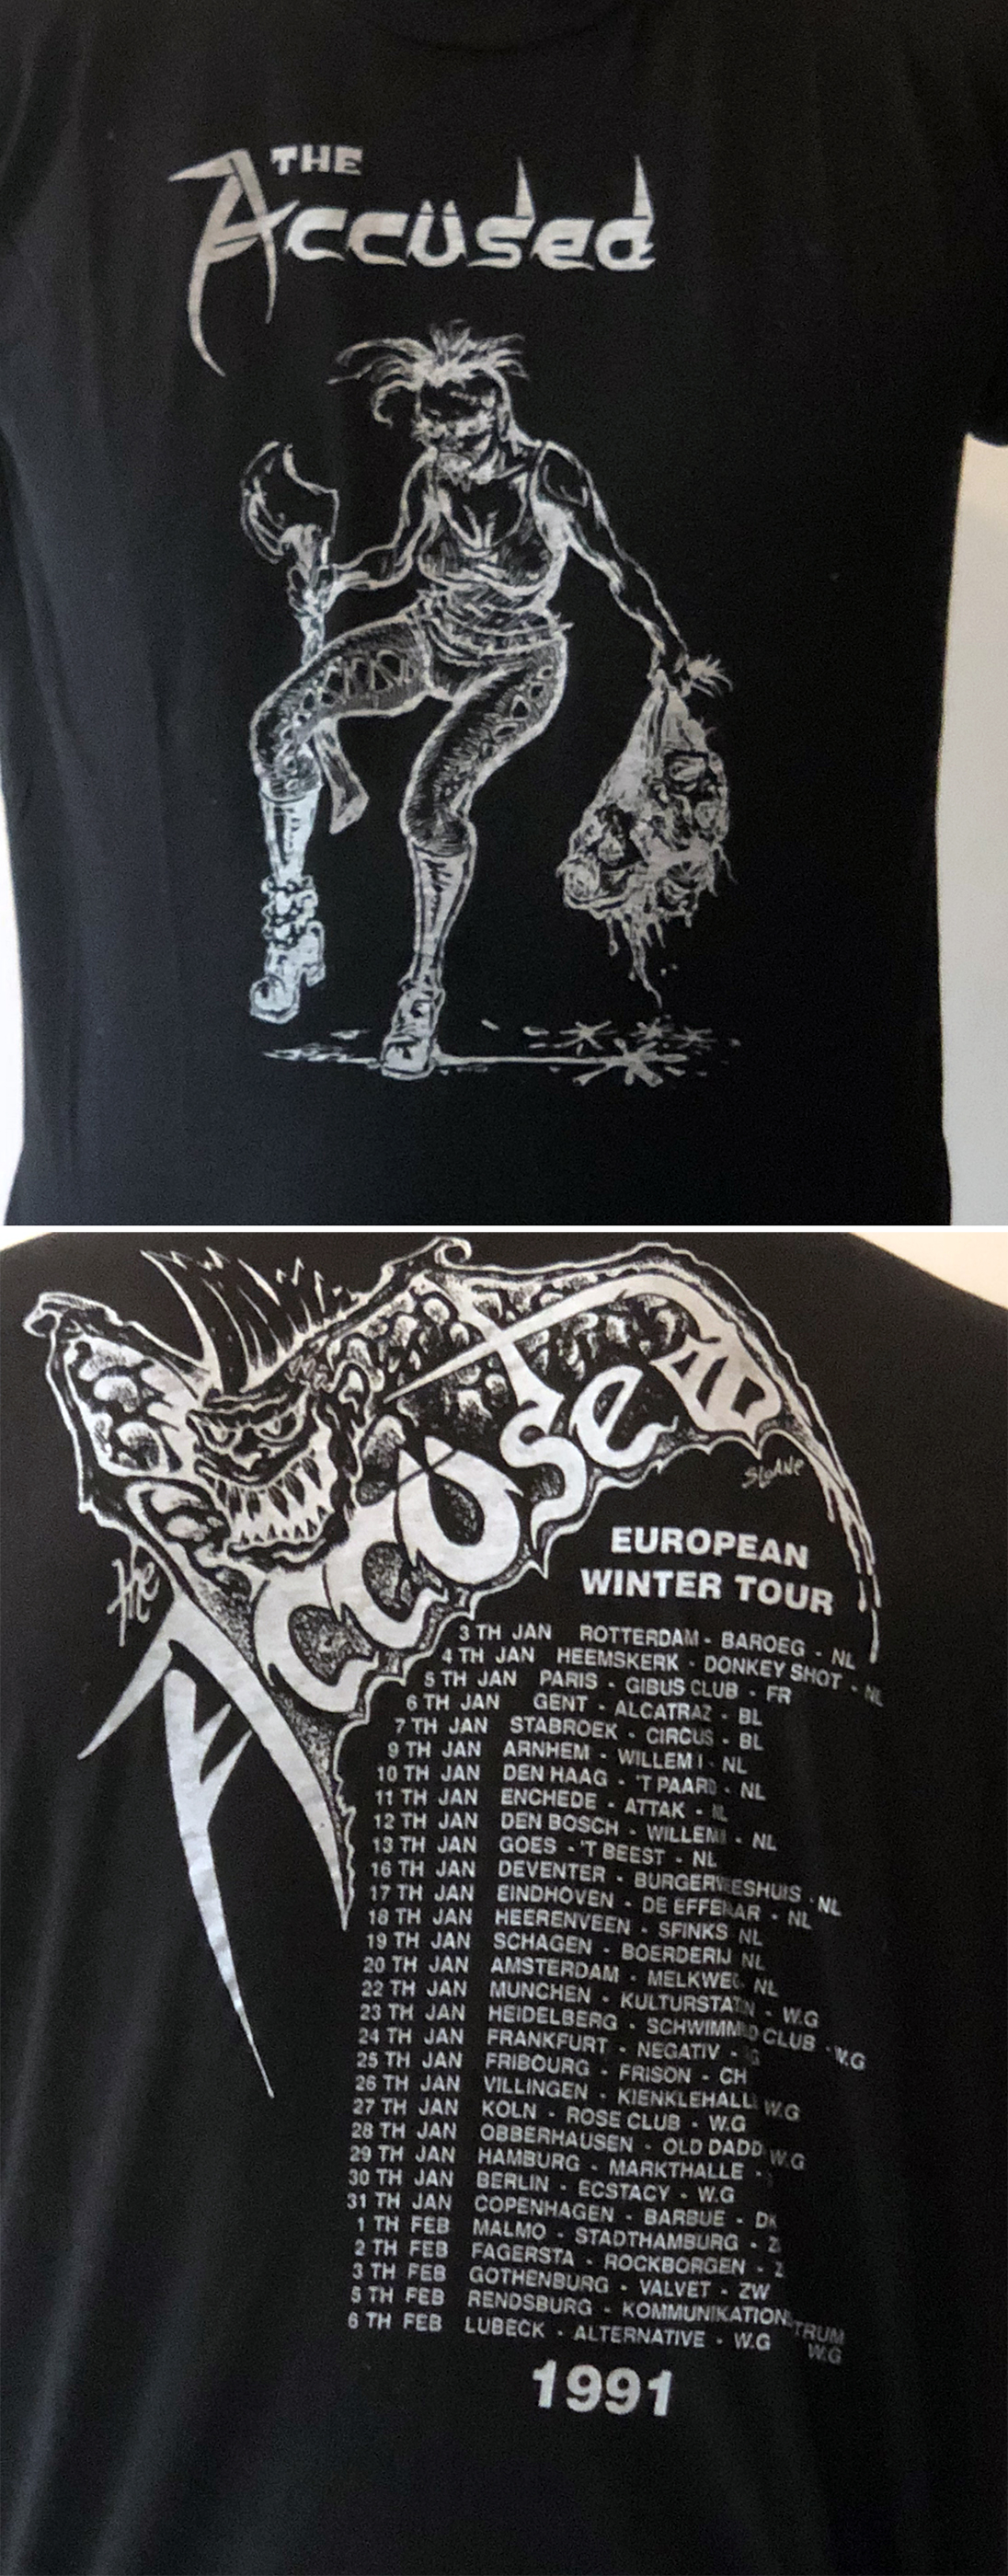 THE
Accüsed
the
Accüsed
SLOANE
EUROPEAN
WINTER TOUR
3 TH JAN ROTTERDAM - BAROEG - NL
4 TH JAN HEEMSKERK - DONKEY SHOT - NL
5 TH JAN PARIS - GIBUS CLUB - FR
6 TH JAN GENT - ALCATRAZ - BL
7 TH JAN STABROEK - CIRCUS - BL
9 TH JAN ARNHEM - WILLEM I - NL
10 TH JAN DEN HAAG - 'T PAARD - NL
11 TH JAN ENCHEDE - ATTAK - NL
12 TH JAN DEN BOSCH - WILLEM II - NL
13 TH JAN GOES - 'T BEEST - NL
16 TH JAN DEVENTER - BURGERWEESHUIS - NL
17 TH JAN EINDHOVEN - DE EFFENAR - NL
18 TH JAN HEERENVEEN - SFINKS NL
19 TH JAN SCHAGEN - BOERDERIJ NL
20 TH JAN AMSTERDAM - MELKWEG NL
22 TH JAN MUNCHEN - - W.G
23 TH JAN HEIDELBERG - CLUB - W.G
24 TH JAN FRANKFURT - NEGATIV -
25 TH JAN FRIBOURG - FRISON - CH
26 TH JAN VILLINGEN - W.G
27 TH JAN KOLN - ROSE CLUB - W.G
28 TH JAN OBBERHAUSEN - OLD W.G
29 TH JAN HAMBURG - MARKTHALLE -
30 TH JAN BERLIN - ECSTACY - W.G
31 TH JAN COPENHAGEN - BARBUE - DK
1 TH FEB MALMO - STADTHAMBURG -
2 TH FEB FAGERSTA - ROCKBORGEN -
3 TH FEB GOTHENBURG - VALVET - ZW
5 TH FEB RENDSBURG - W.G
6 TH FEB LUBECK - ALTERNATIVE - W.G
1991